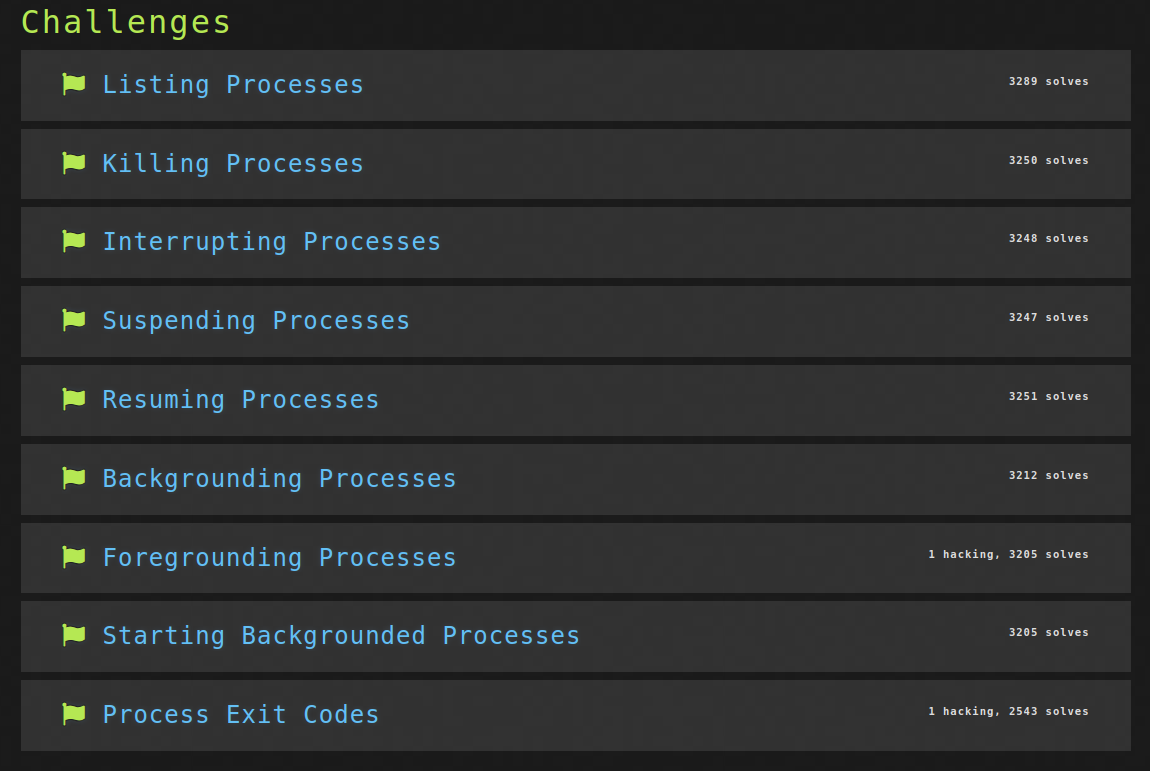 Challenges
Listing Processes 3289 solves
Killing Processes 3250 solves
Interrupting Processes 3248 solves
Suspending Processes 3247 solves
Resuming Processes 3251 solves
Backgrounding Processes 3212 solves
Foregrounding Processes 1 hacking, 3205 solves
Starting Backgrounded Processes 3205 solves
Process Exit Codes 1 hacking, 2543 solves